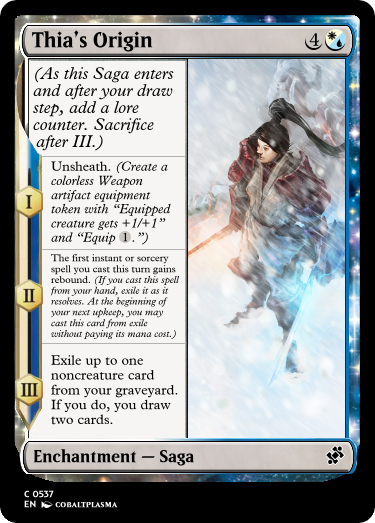 Thia's Origin 4
(As this Saga enters
and after your draw
step, add a lore
counter. Sacrifice
after III.)
I
Unsheath. (Create a
colorless Weapon
artifact equipment
token with “Equipped
creature gets +1/+1”
and “Equip 1.”)
II
The first instant or sorcery
spell you cast this turn gains
rebound. (If you cast this spell
from your hand, exile it as it
resolves. At the beginning of
your next upkeep, you may
cast this card from exile
without paying its mana cost.)
III
Exile up to one
noncreature card
from your graveyard.
If you do, you draw
two cards.
Enchantment — Saga
C 0537
EN COBALTPLASMA